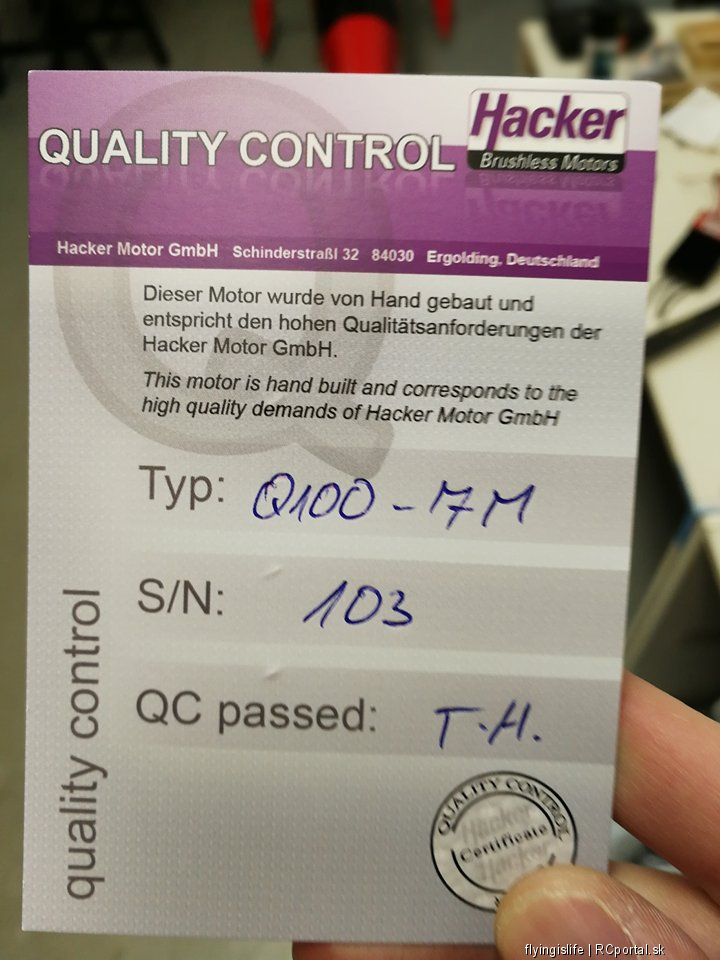 QUALITY CONTROL
Hacker
Brushless Motors
Hacker Motor GmbH Schinderstraßl 32 84030 Ergolding, Deutschland
Dieser Motor wurde von Hand gebaut und
entspricht den hohen Qualitätsanforderungen der
Hacker Motor GmbH.
This motor is hand built and corresponds to the
high quality demands of Hacker Motor GmbH
Typ: Q100-7M
S/N: 103
QC passed: T.H.
quality control
QUALITY CONTROL
Hacker
Certificate
Hacker
flyingislife | RCportal.sk